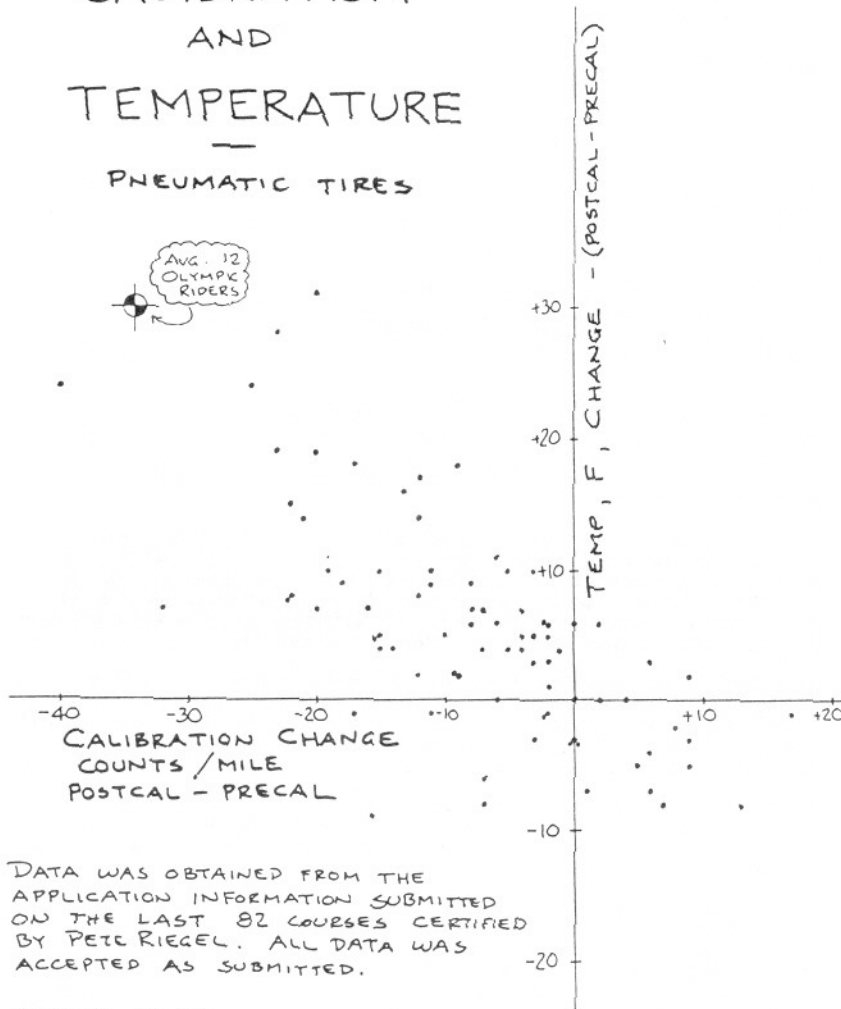 AND
TEMPERATURE
PNEUMATIC TIRES
AVG. 12
OLYMPIC
RIDERS
TEMP, F, CHANGE - (POSTCAL - PRECAL)
+30
+20
+10
-40
-30
-20
-10
+10
+20
CALIBRATION CHANGE
COUNTS/MILE
POSTCAL - PRECAL
-10
DATA WAS OBTAINED FROM THE
APPLICATION INFORMATION SUBMITTED
ON THE LAST 82 COURSES CERTIFIED
BY PETE RIEGEL. ALL DATA WAS
ACCEPTED AS SUBMITTED.
-20